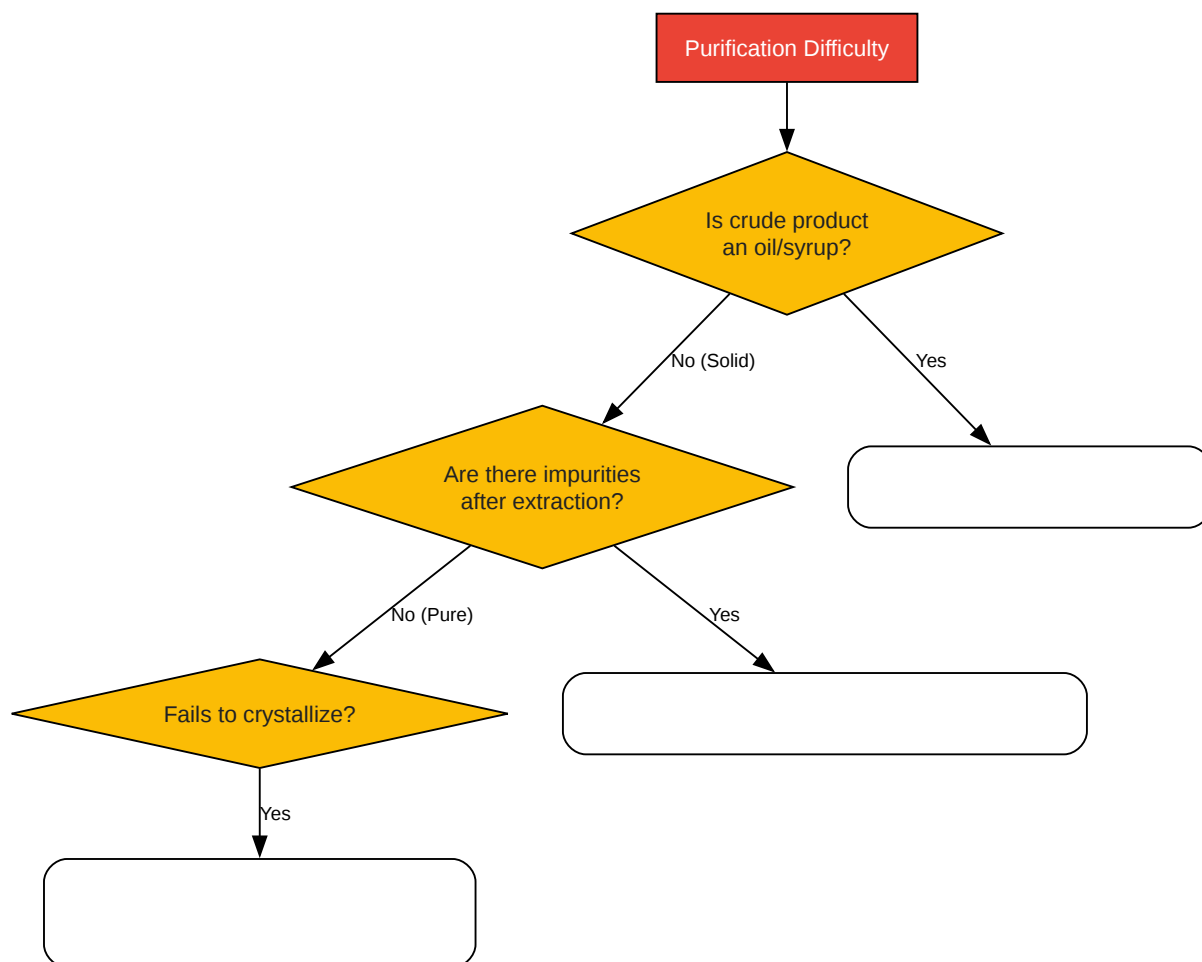 Purification Difficulty
Is crude product
an oil/syrup?
No (Solid)
Yes
Are there impurities
after extraction?
No (Pure)
Yes
Fails to crystallize?
Yes